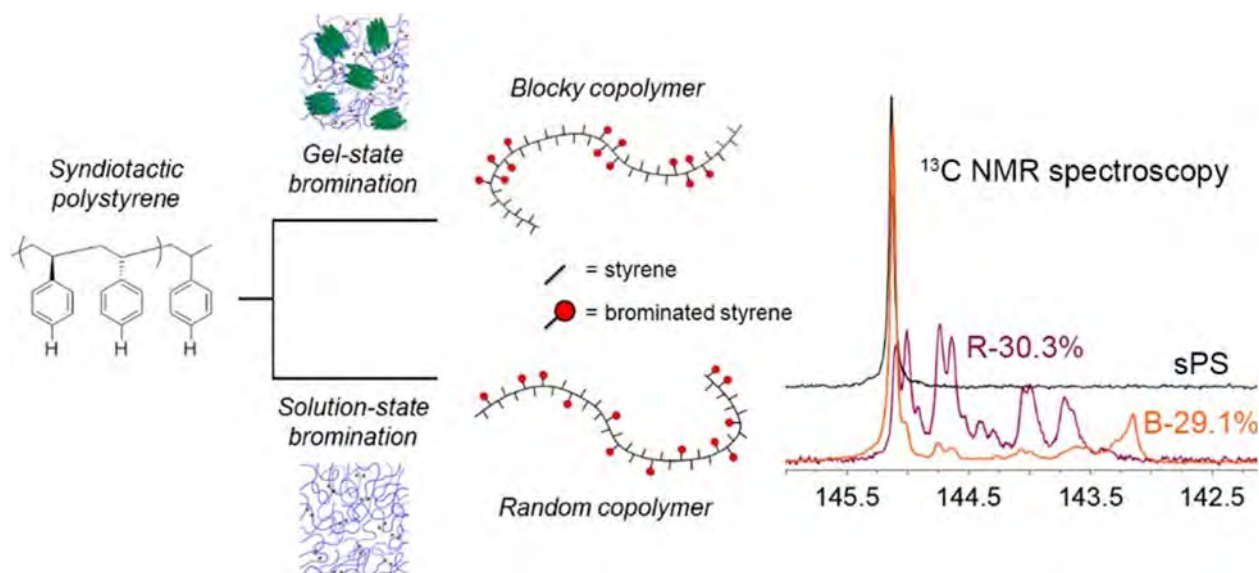 Gel-state
bromination
Blocky copolymer
Syndiotactic
polystyrene
H
H
H
= styrene
= brominated styrene
Solution-state
bromination
Random copolymer
¹³C NMR spectroscopy
R-30.3%
sPS
B-29.1%
145.5
144.5
143.5
142.5